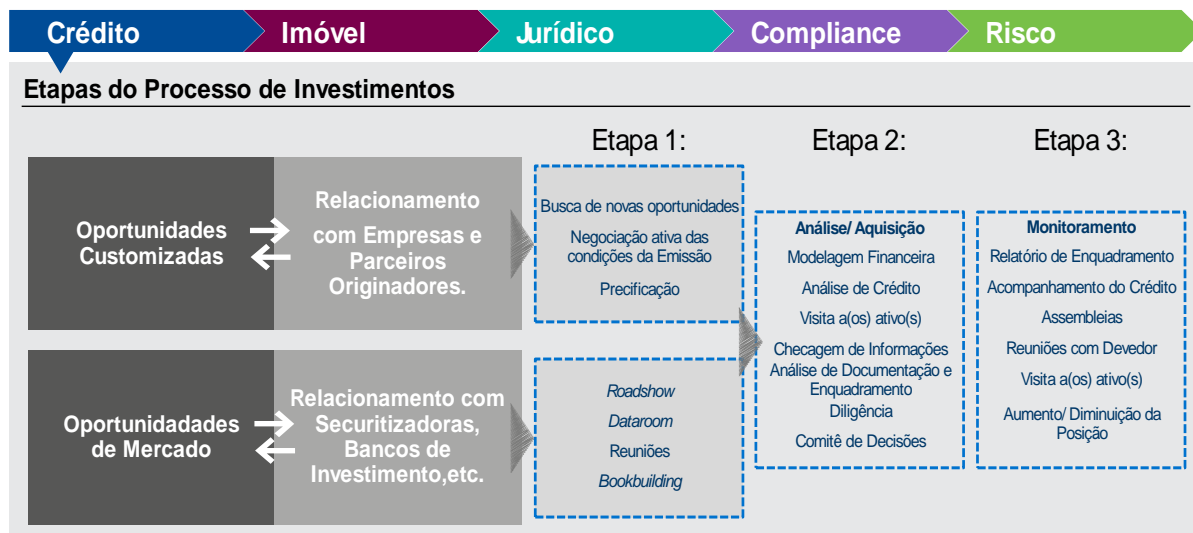 Crédito
Imóvel
Jurídico
Compliance
Risco
Etapas do Processo de Investimentos
Etapa 1:
Etapa 2:
Etapa 3:
Oportunidades
Customizadas
Relacionamento
com Empresas e
Parceiros
Originadores.
Busca de novas oportunidades
Negociação ativa das
condições da Emissão
Precificação
Oportunidadades
de Mercado
Relacionamento com
Securitizadoras,
Bancos de
Investimento,etc.
Roadshow
Dataroom
Reuniões
Bookbuilding
Análise/ Aquisição
Modelagem Financeira
Análise de Crédito
Visita a(os) ativo(s)
Checagem de Informações
Análise de Documentação e
Enquadramento
Diligência
Comitê de Decisões
Monitoramento
Relatório de Enquadramento
Acompanhamento do Crédito
Assembleias
Reuniões com Devedor
Visita a(os) ativo(s)
Aumento/ Diminuição da
Posição